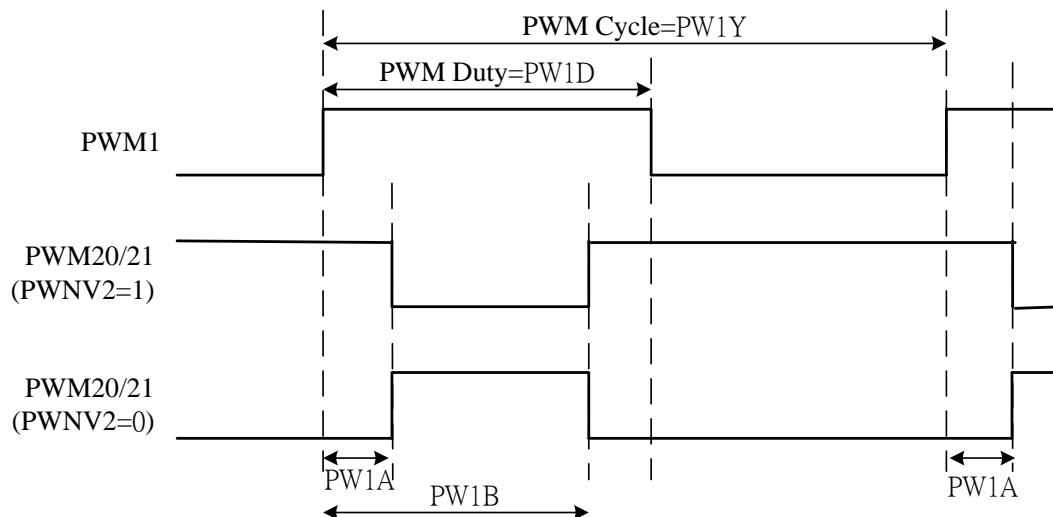 PWM Cycle=PW1Y
PWM Duty=PW1D
PWM1
PWM20/21
(PWNV2=1)
PWM20/21
(PWNV2=0)
PW1A
PW1B
PW1A